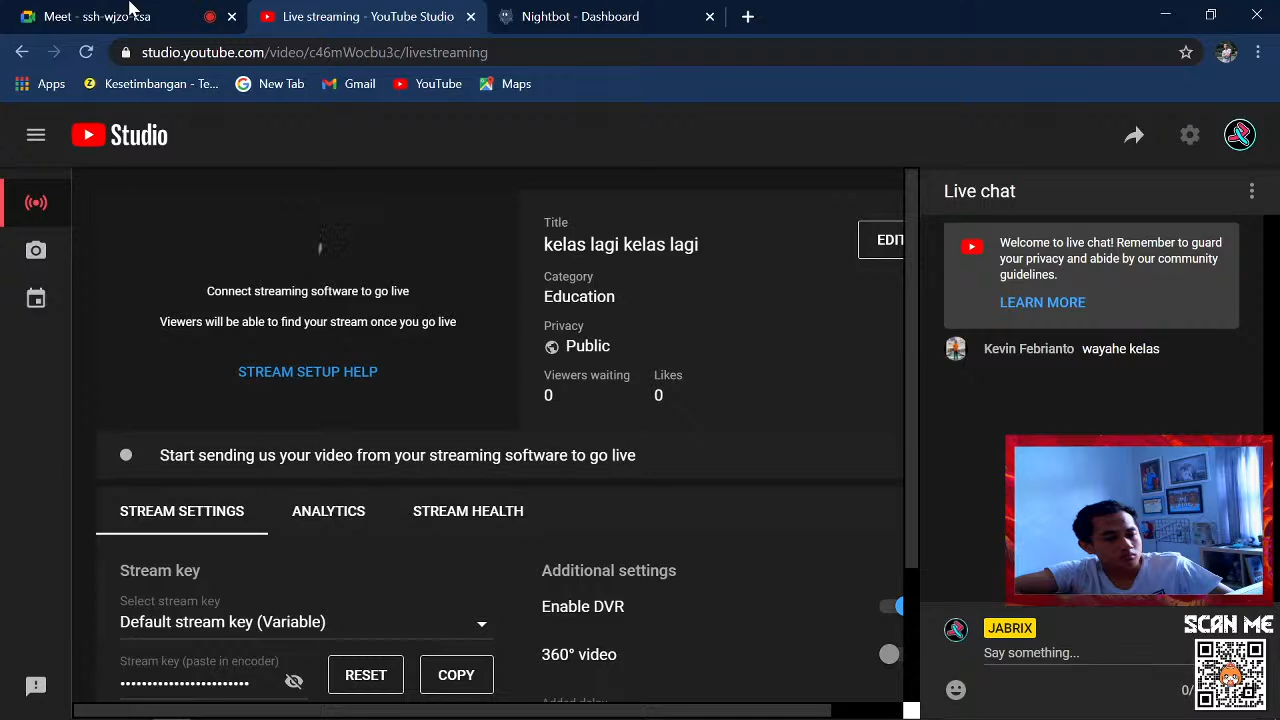 Meet - ssh-wjzo-ksa
Live streaming - YouTube Studio
Nightbot - Dashboard
studio.youtube.com/video/c46mWocbu3c/livestreaming
Apps
Kesetimbangan - Te...
New Tab
Gmail
YouTube
Maps
Studio
Connect streaming software to go live
Viewers will be able to find your stream once you go live
STREAM SETUP HELP
Title
kelas lagi kelas lagi
EDIT
Category
Education
Privacy
Public
Viewers waiting
Likes
0
0
Start sending us your video from your streaming software to go live
STREAM SETTINGS
ANALYTICS
STREAM HEALTH
Stream key
Select stream key
Default stream key (Variable)
Stream key (paste in encoder)
RESET
COPY
Additional settings
Enable DVR
360° video
Added delay
Live chat
Welcome to live chat! Remember to guard
your privacy and abide by our community
guidelines.
LEARN MORE
Kevin Febrianto wayahe kelas
JABRIX
Say something...
0/
SCAN ME